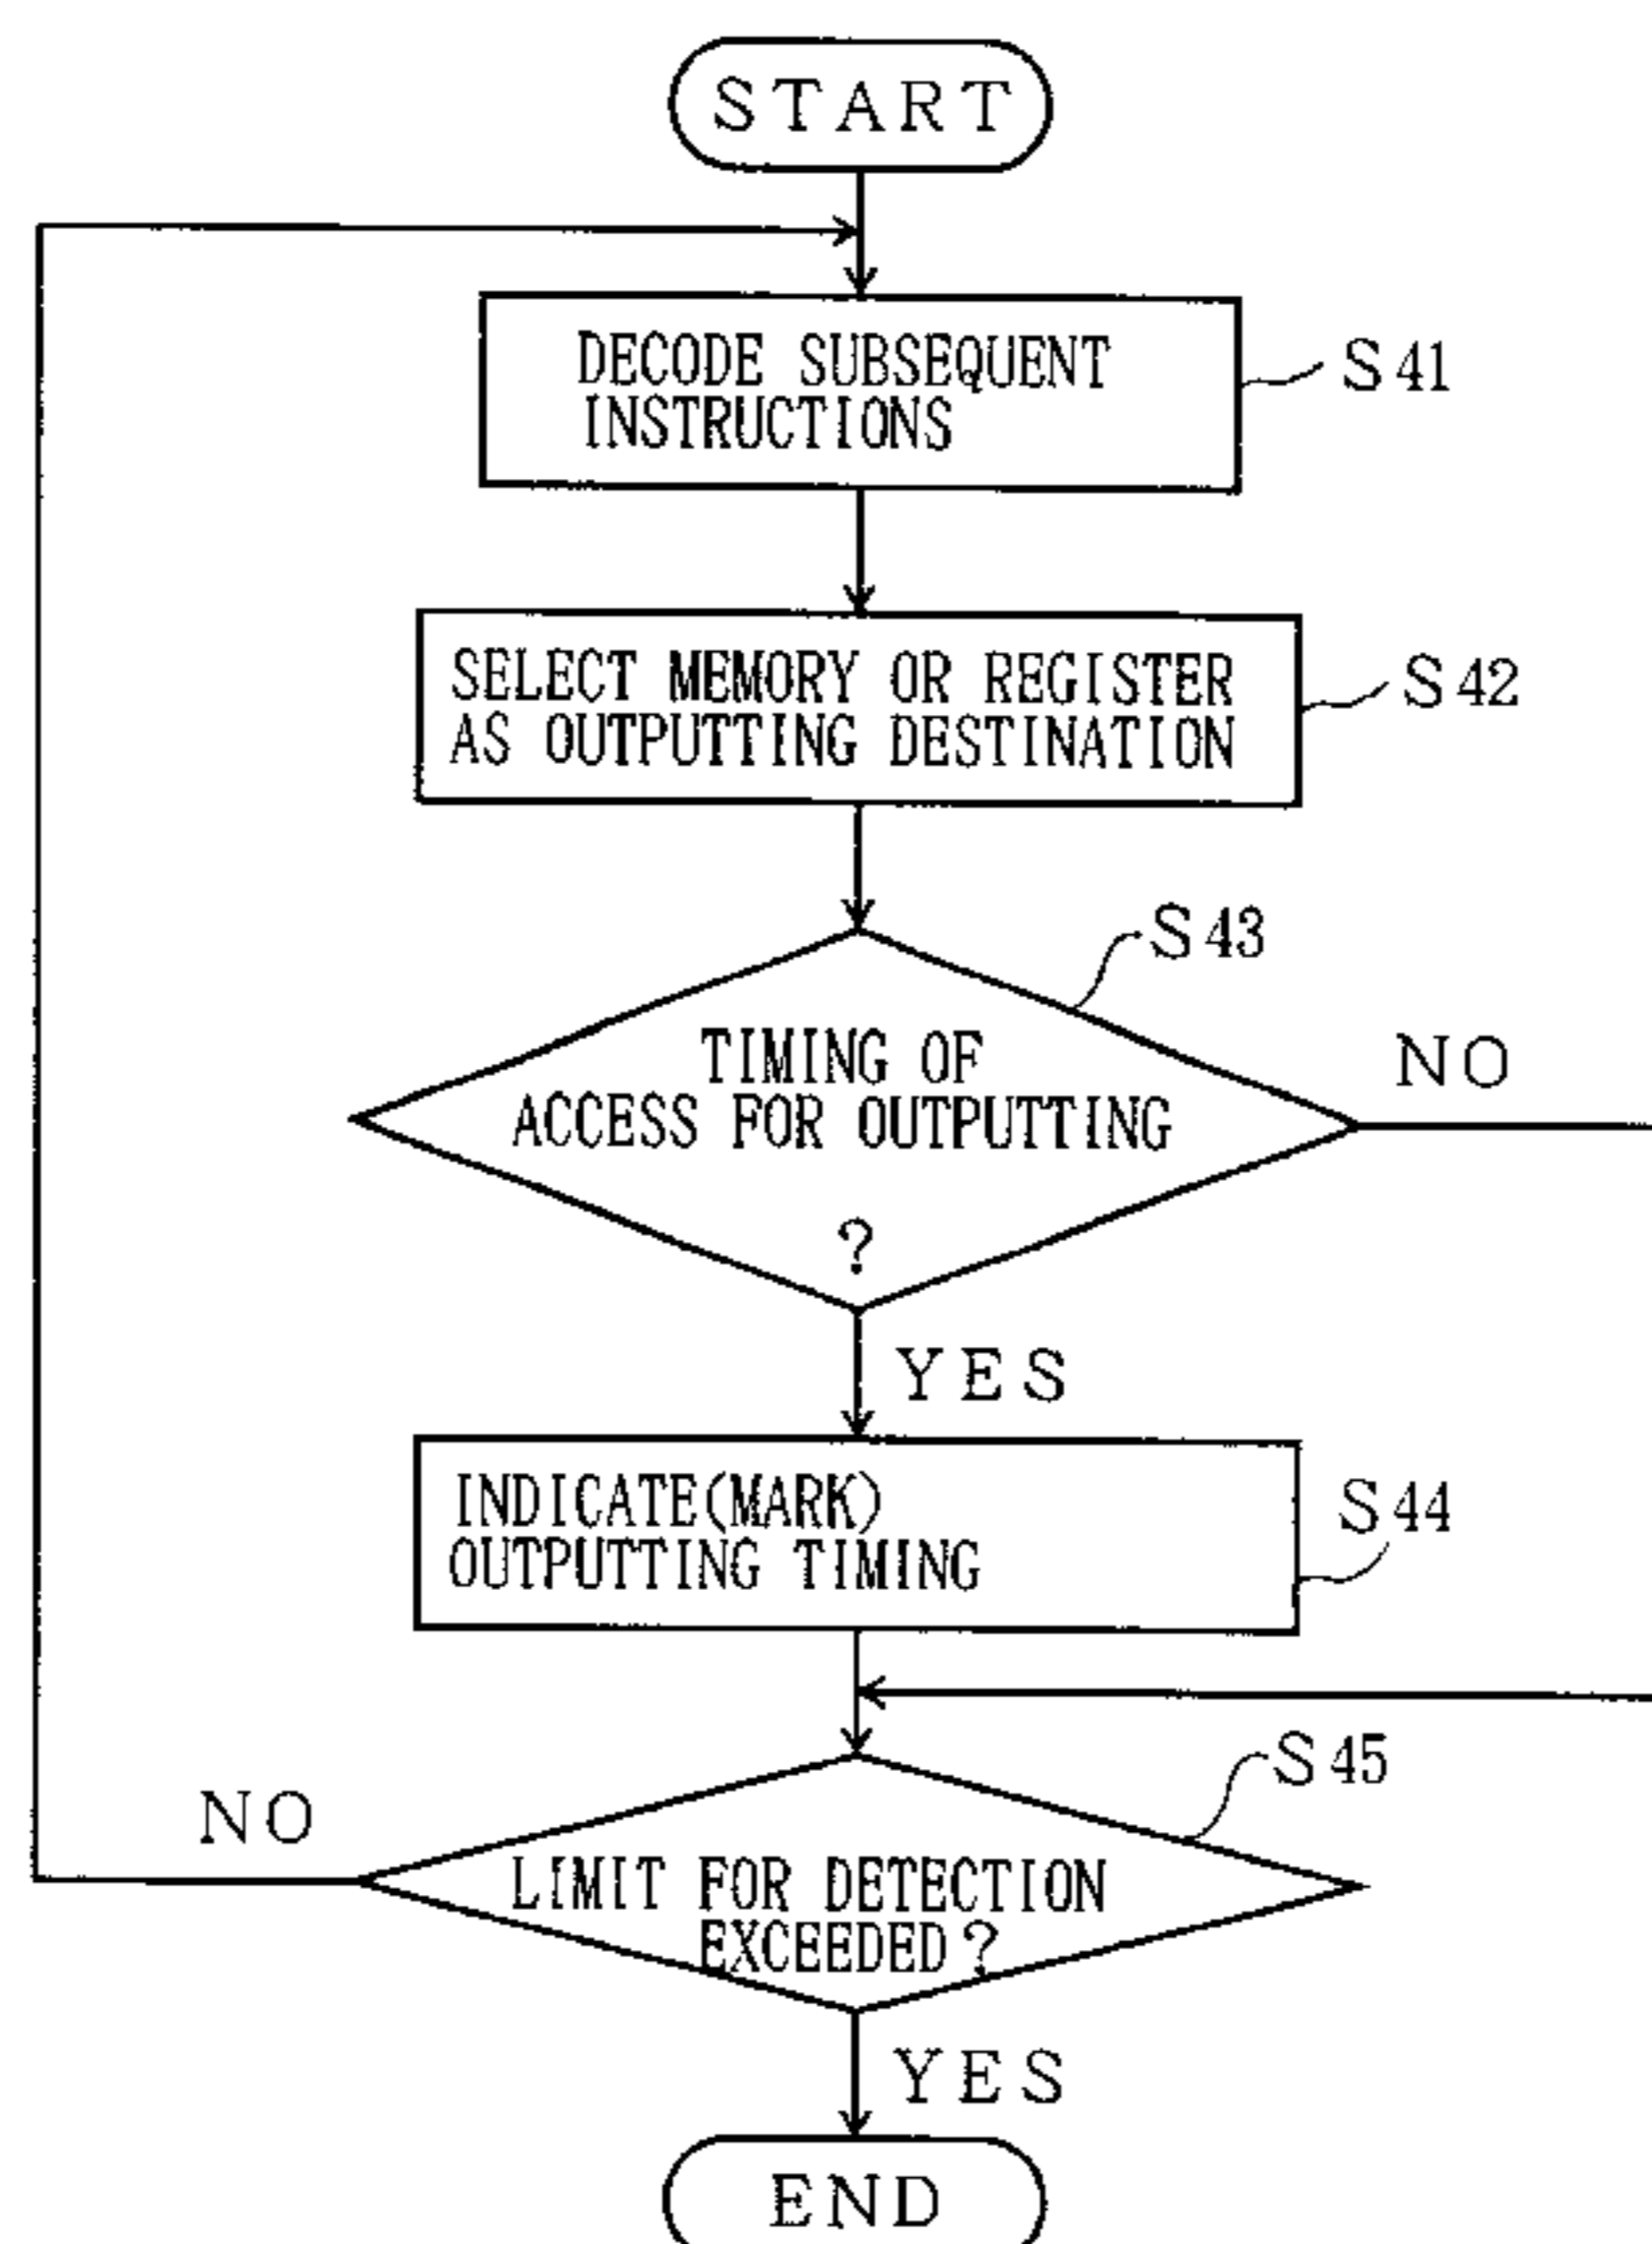 START
DECODE SUBSEQUENT
INSTRUCTIONS
S41
SELECT MEMORY OR REGISTER
AS OUTPUTTING DESTINATION
S42
S43
TIMING OF
ACCESS FOR OUTPUTTING
?
NO
YES
INDICATE(MARK)
OUTPUTTING TIMING
S44
S45
NO
LIMIT FOR DETECTION
EXCEEDED?
YES
END